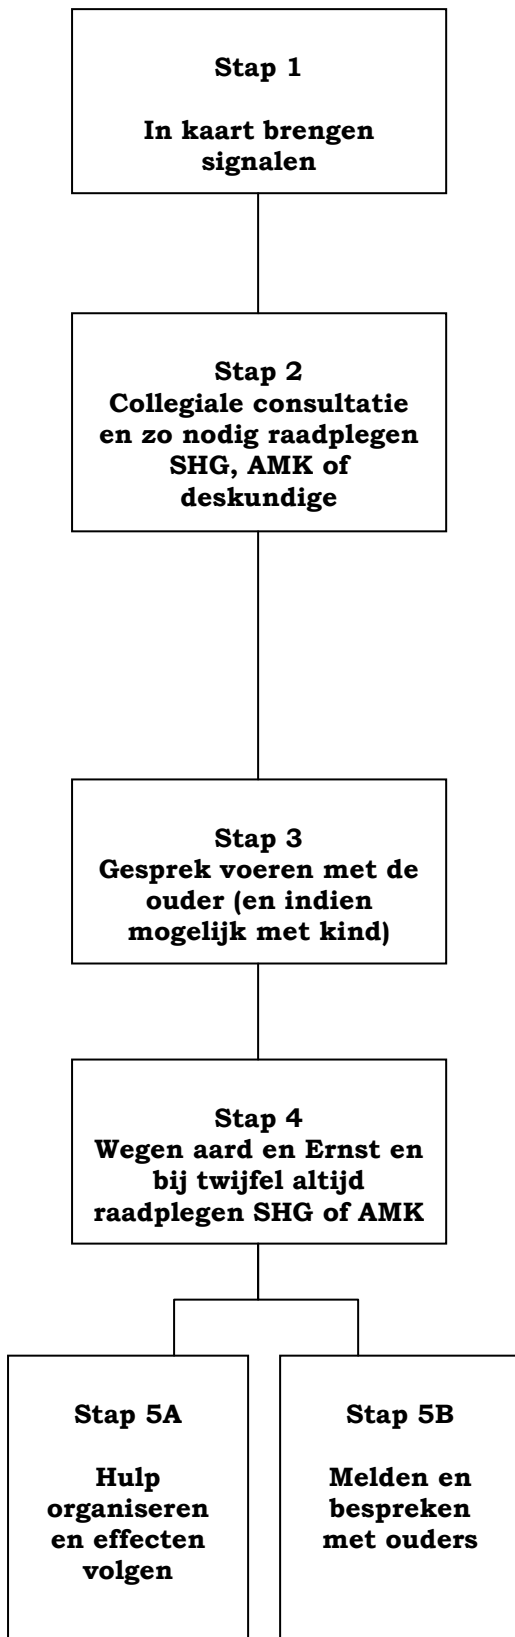 Stap 1
In kaart brengen
signalen
Stap 2
Collegiale consultatie
en zo nodig raadplegen
SHG, AMK of
deskundige
Stap 3
Gesprek voeren met de
ouder (en indien
mogelijk met kind)
Stap 4
Wegen aard en Ernst en
bij twijfel altijd
raadplegen SHG of AMK
Stap 5A
Hulp
organiseren
en effecten
volgen
Stap 5B
Melden en
bespreken
met ouders